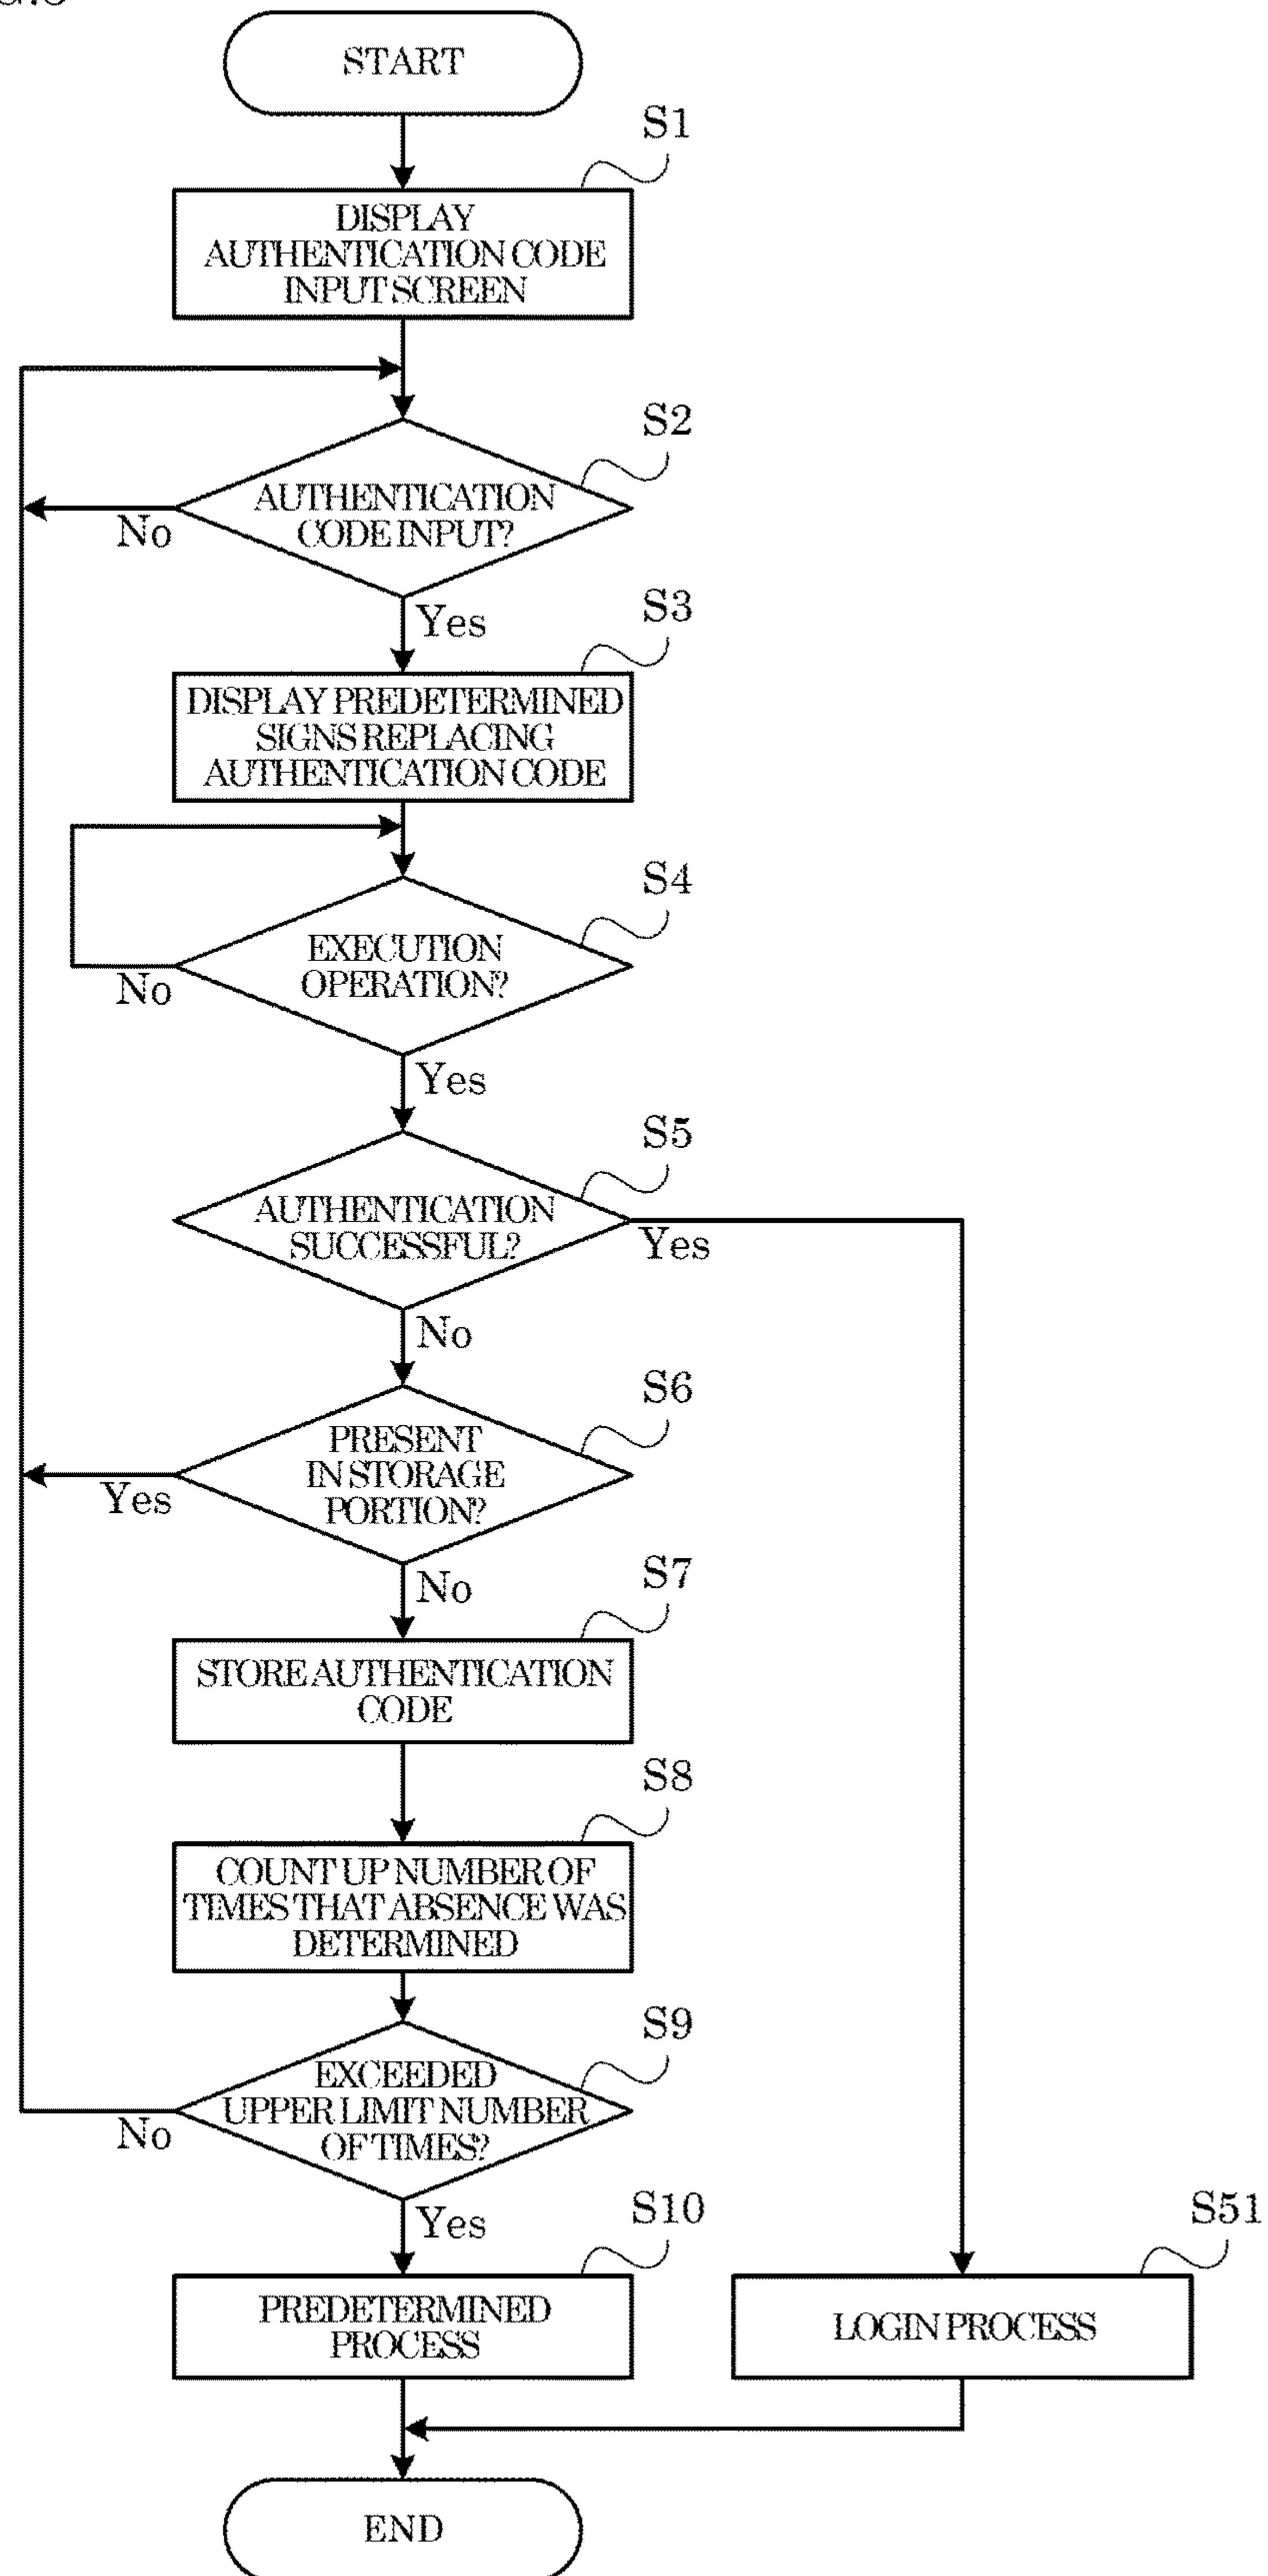 START
S1
DISPLAY
AUTHENTICATION CODE
INPUT SCREEN
S2
AUTHENTICATION
CODE INPUT?
No
Yes
S3
DISPLAY PREDETERMINED
SIGNS REPLACING
AUTHENTICATION CODE
S4
EXECUTION
OPERATION?
No
Yes
S5
AUTHENTICATION
SUCCESSFUL?
Yes
No
S6
PRESENT
IN STORAGE
PORTION?
Yes
No
S7
STORE AUTHENTICATION
CODE
S8
COUNT UP NUMBER OF
TIMES THAT ABSENCE WAS
DETERMINED
S9
EXCEEDED
UPPER LIMIT NUMBER
OF TIMES?
No
Yes
S10
PREDETERMINED
PROCESS
S51
LOGIN PROCESS
END